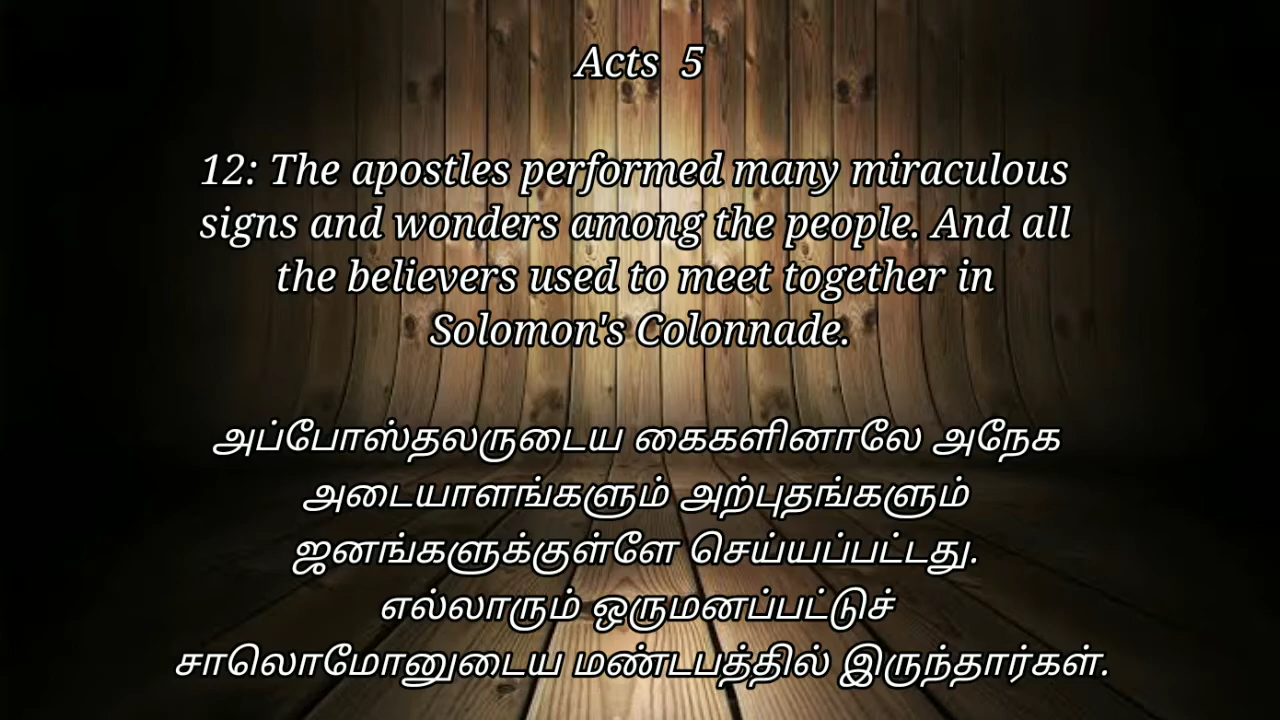 Acts 5
12: The apostles performed many miraculous
signs and wonders among the people. And all
the believers used to meet together in
Solomon's Colonnade.
அப்போஸ்தலருடைய கைகளினாலே அநேக
அடையாளங்களும் அற்புதங்களும்
ஜனங்களுக்குள்ளே செய்யப்பட்டது.
எல்லாரும் ஒருமனப்பட்டுச்
சாலொமோனுடைய மண்டபத்தில் இருந்தார்கள்.